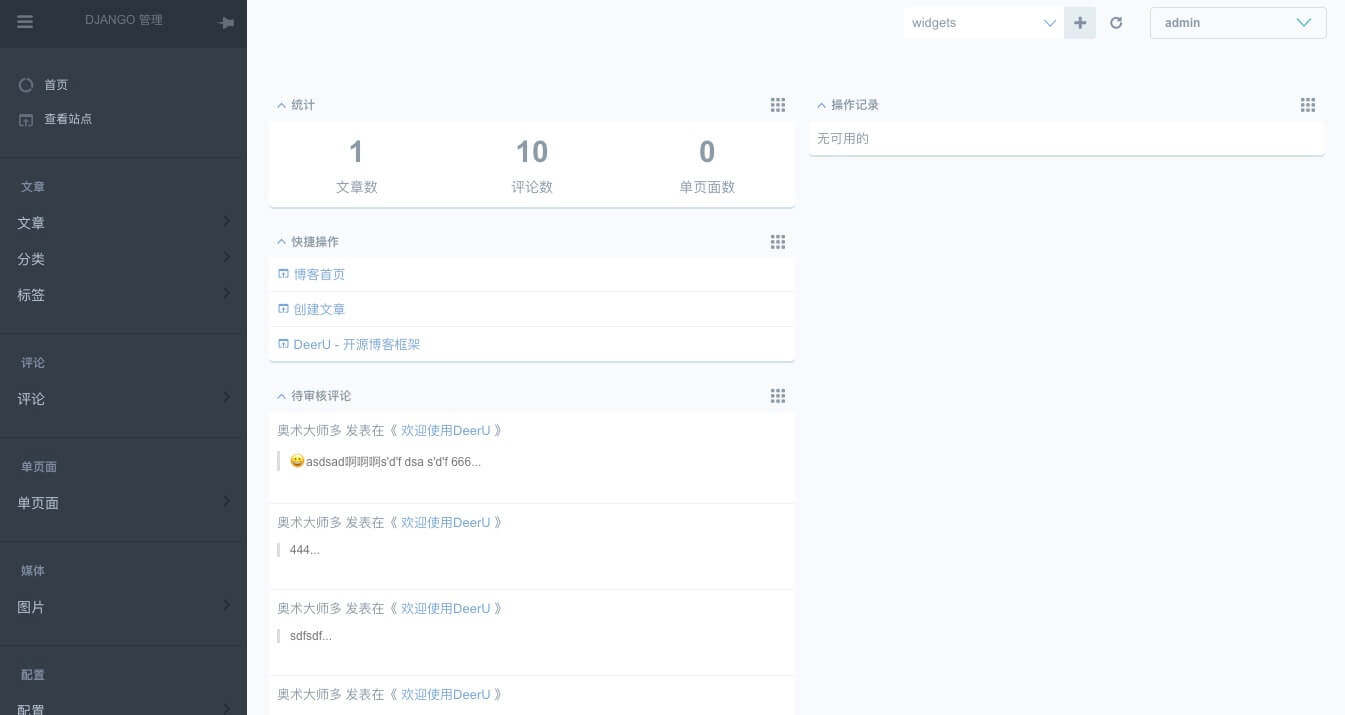 DJANGO 管理
首页
查看站点
文章
文章
分类
标签
评论
评论
单页面
单页面
媒体
图片
配置
配置
widgets
admin
统计
1
10
0
文章数
评论数
单页面数
快捷操作
博客首页
创建文章
DeerU - 开源博客框架
待审核评论
奥术大师多 发表在《 欢迎使用DeerU 》
😀asdsad啊啊啊s'd'f dsa s'd'f 666...
奥术大师多 发表在《 欢迎使用DeerU 》
444...
奥术大师多 发表在《 欢迎使用DeerU 》
sdfsdf...
奥术大师多 发表在《 欢迎使用DeerU 》
操作记录
无可用的